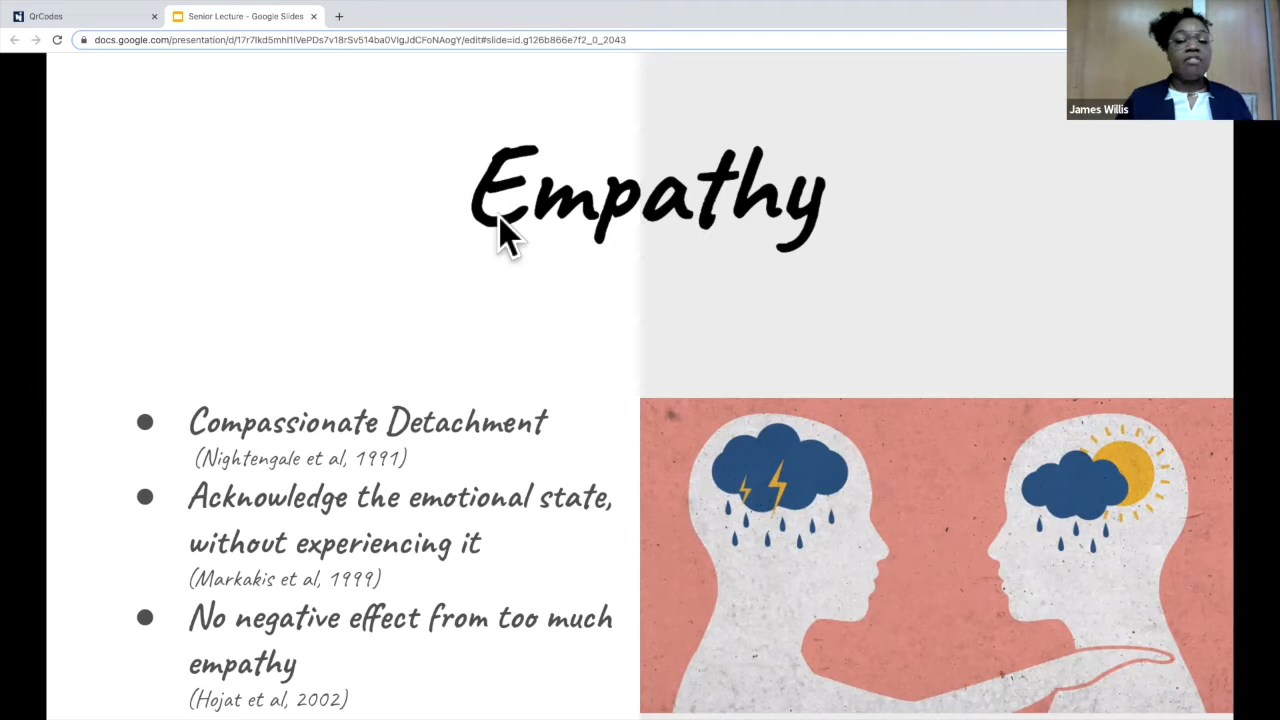 QrCodes
Senior Lecture - Google Slides
docs.google.com/presentation/d/17r7Ikd5mhI1lVePDs7v18rSv514ba0VIgJdCFoNAogY/edit#slide=id.g126b866e7f2_0_2043
James Willis
Empathy
● Compassionate Detachment
(Nightengale et al, 1991)
● Acknowledge the emotional state,
without experiencing it
(Markakis et al, 1999)
● No negative effect from too much
empathy
(Hojat et al, 2002)